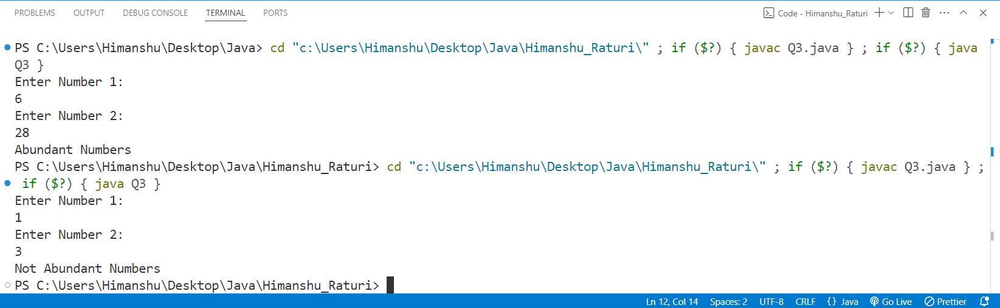 PROBLEMS OUTPUT DEBUG CONSOLE TERMINAL PORTS Code - Himanshu_Raturi
PS C:\Users\Himanshu\Desktop\Java> cd "c:\Users\Himanshu\Desktop\Java\Himanshu_Raturi\" ; if ($?) { javac Q3.java } ; if ($?) { java
Q3 }
Enter Number 1:
6
Enter Number 2:
28
Abundant Numbers
PS C:\Users\Himanshu\Desktop\Java\Himanshu_Raturi> cd "c:\Users\Himanshu\Desktop\Java\Himanshu_Raturi\" ; if ($?) { javac Q3.java } ;
if ($?) { java Q3 }
Enter Number 1:
1
Enter Number 2:
3
Not Abundant Numbers
PS C:\Users\Himanshu\Desktop\Java\Himanshu_Raturi>
Ln 12, Col 14 Spaces: 2 UTF-8 CRLF {} Java Go Live Prettier